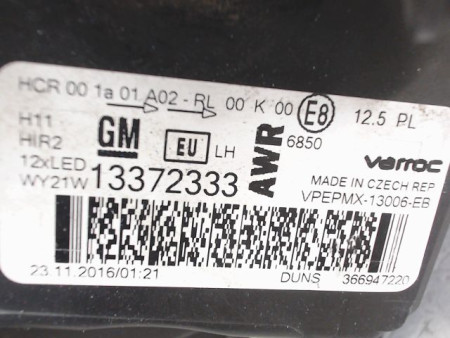 HCR 00 1a 01 A02 - RL 00 K 00 E8 12.5 PL
H11
HIR2
12xLED
WY21W
GM
EU LH
13372333
AWR
6850
varroc
MADE IN CZECH REP
VPEPMX-13006-EB
23.11.2016/01:21
DUNS 366947220